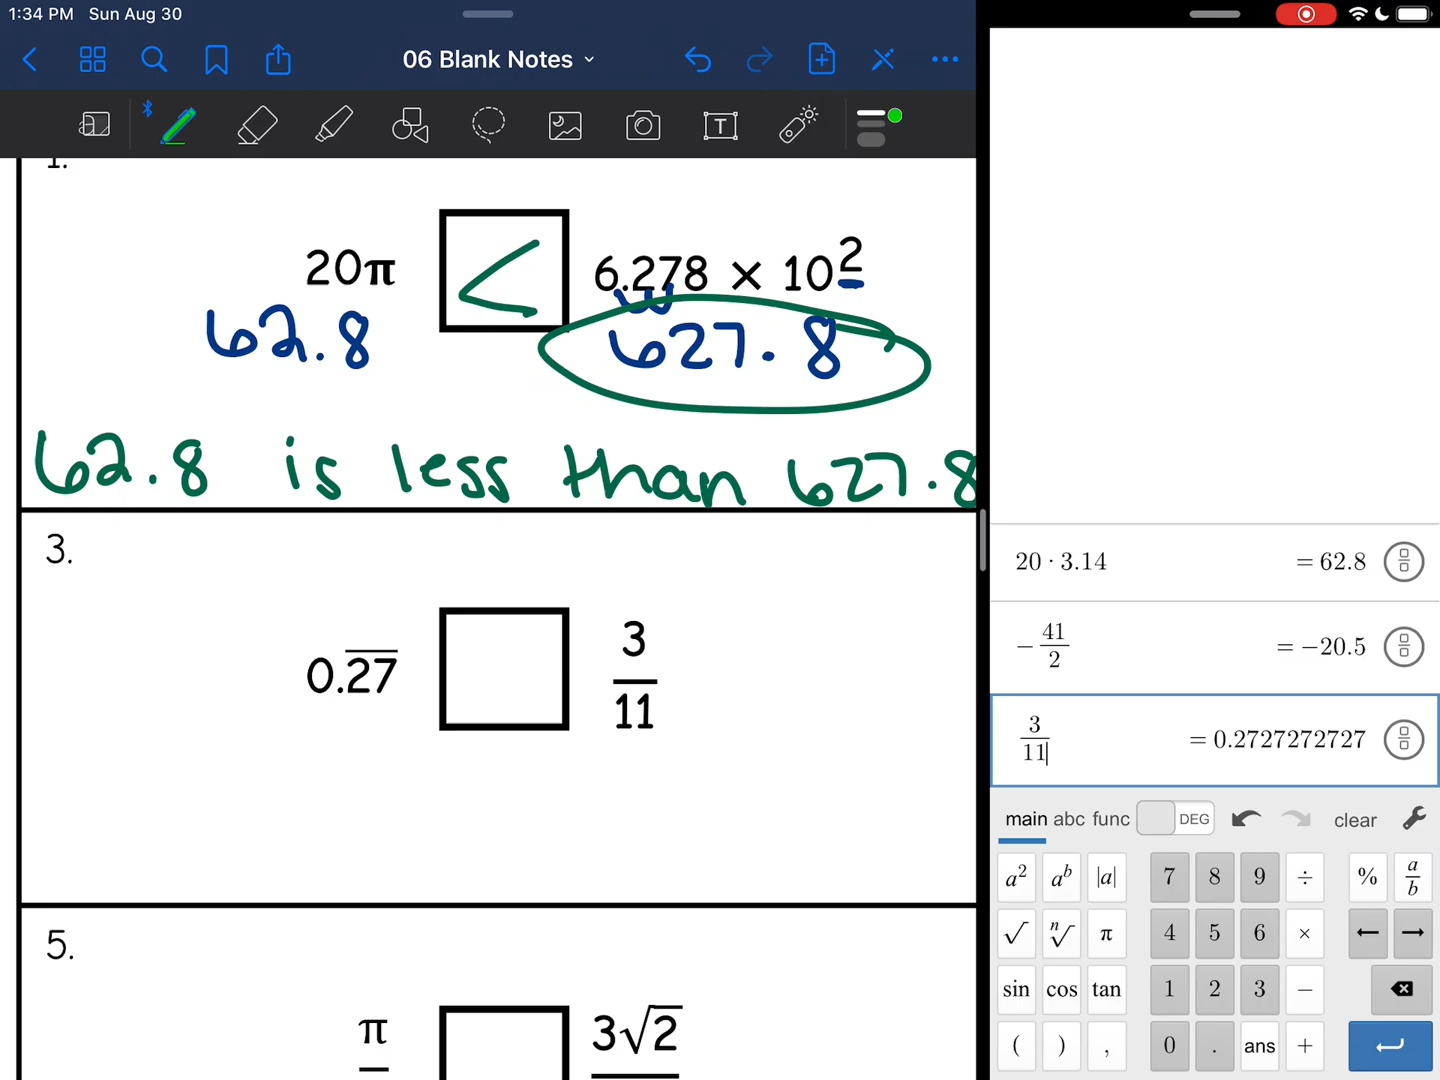 1:34 PM Sun Aug 30
06 Blank Notes
T
1.
20π < 6.278 × 10²
62.8 627.8
62.8 is less than 627.8
3.
0.2̅7̅ 3/11
5.
π 3√2
20 · 3.14 = 62.8
−41/2 = −20.5
3/11 = 0.2727272727
main abc func DEG clear
a² aᵇ |a| 7 8 9 ÷ % a/b
√ ⁿ√ π 4 5 6 × ← →
sin cos tan 1 2 3 −
( ) , 0 . ans +